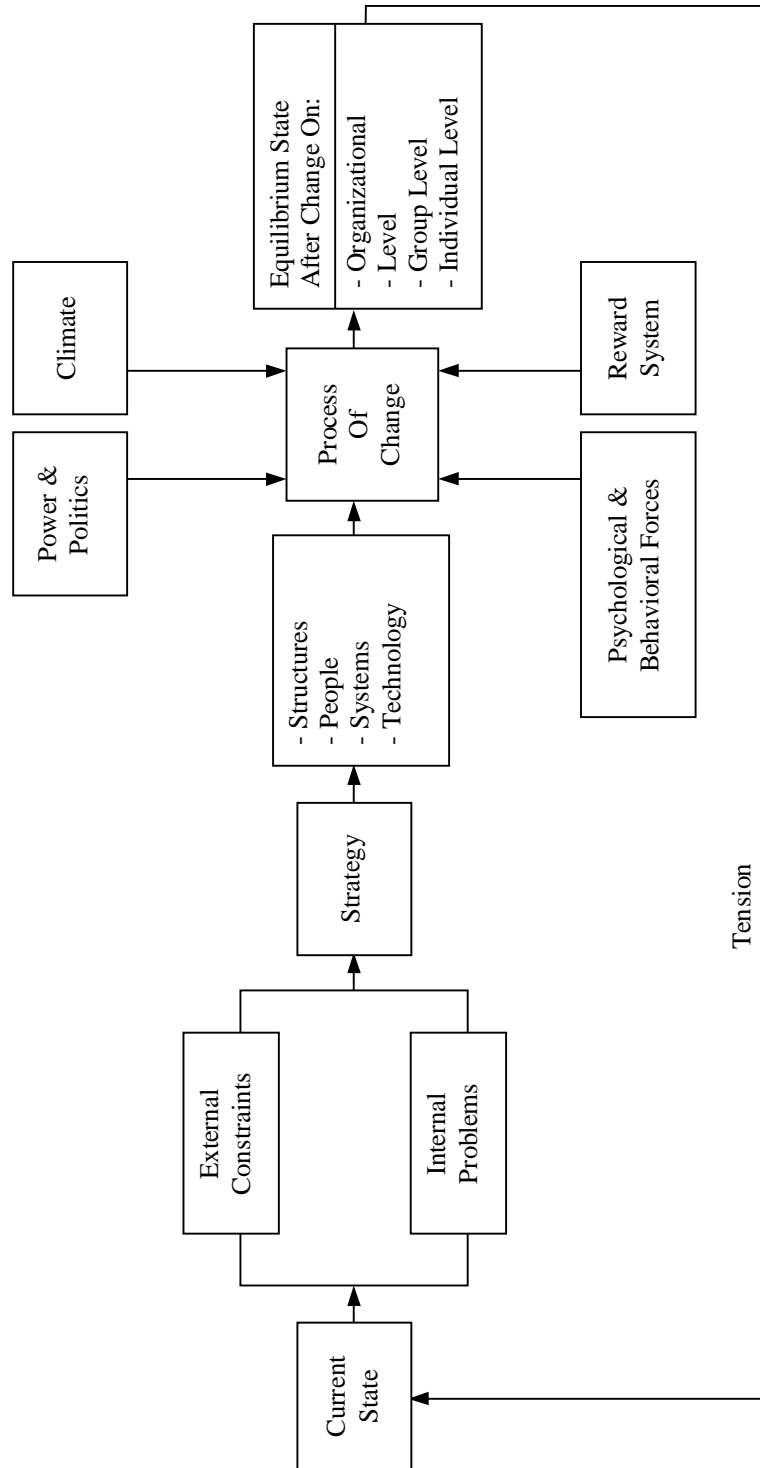 Current
State
External
Constraints
Internal
Problems
Strategy
- Structures
- People
- Systems
- Technology
Power &
Politics
Climate
Process
Of
Change
Psychological &
Behavioral Forces
Reward
System
Equilibrium State
After Change On:
- Organizational
- Level
- Group Level
- Individual Level
Tension